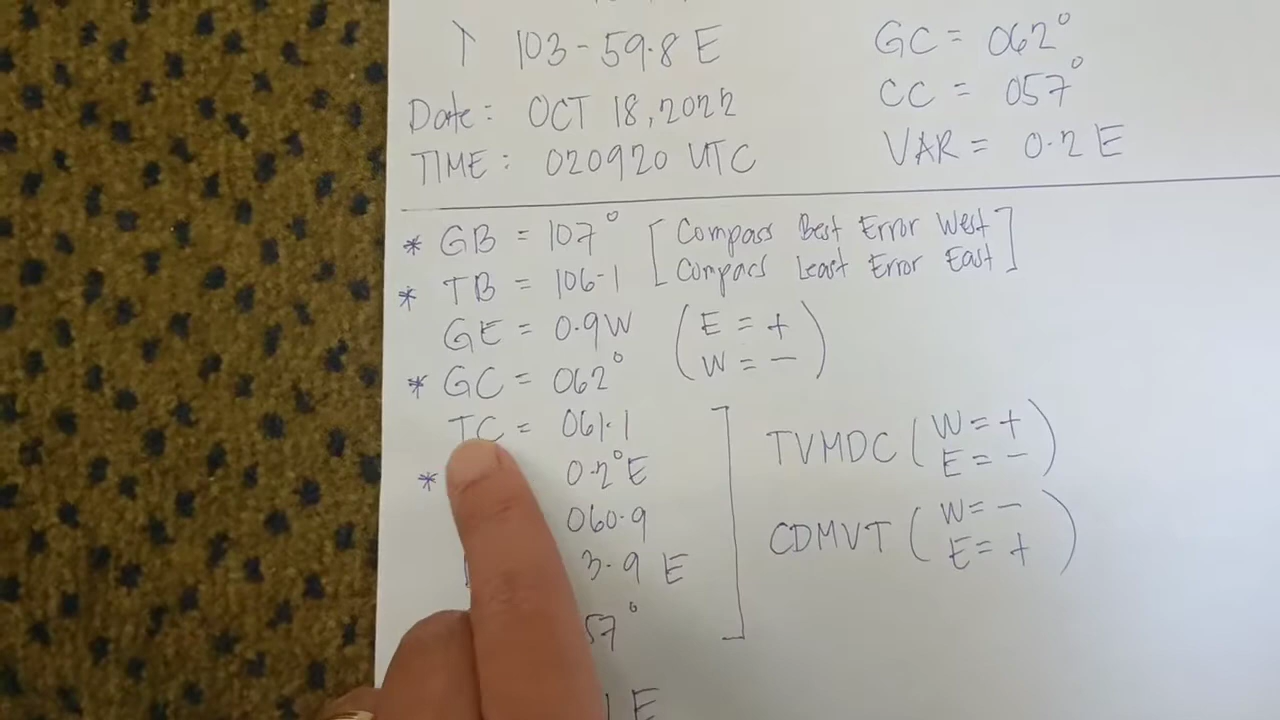 λ 103-59.8 E
GC = 062°
Date: OCT 18, 2022
CC = 057°
TIME: 020920 UTC
VAR = 0.2 E
* GB = 107° [Compass Best Error West]
* TB = 106-1 [Compass Least Error East]
GE = 0.9W (E = +
W = -)
* GC = 062°
TC = 061.1
* 0.2°E
060.9
3.9 E
57°
TVMDC (W = +
E = -)
CDMVT (W = -
E = +)
E